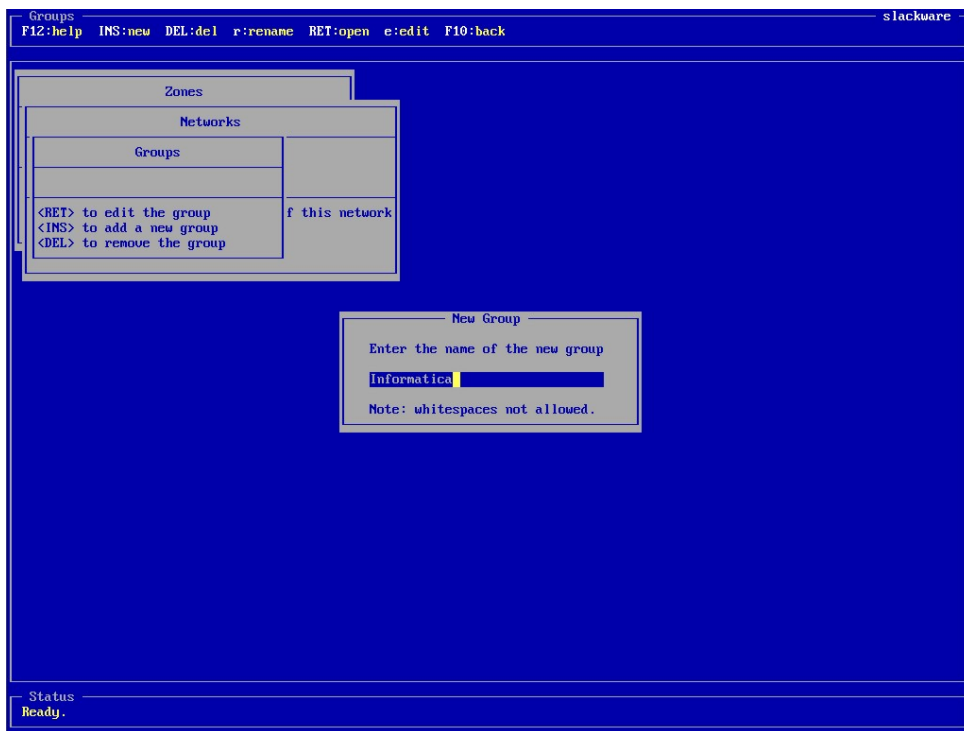 Groups slackware
F12:help INS:new DEL:del r:rename RET:open e:edit F10:back
Zones
Networks
Groups
<RET> to edit the group f this network
<INS> to add a new group
<DEL> to remove the group
New Group
Enter the name of the new group
Informatica
Note: whitespaces not allowed.
Status
Ready.